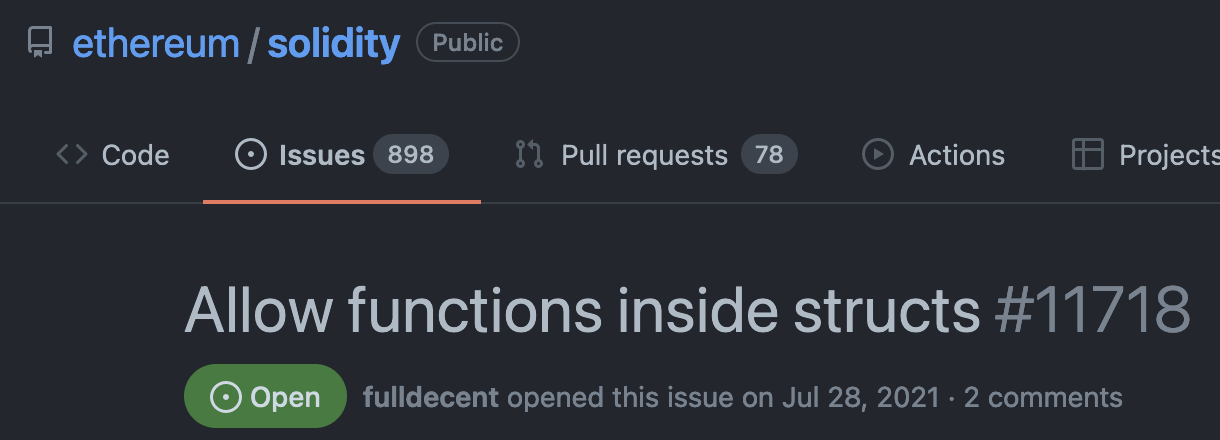 ethereum / solidity Public
Code Issues 898 Pull requests 78 Actions Projects
Allow functions inside structs #11718
Open fulldecent opened this issue on Jul 28, 2021 · 2 comments